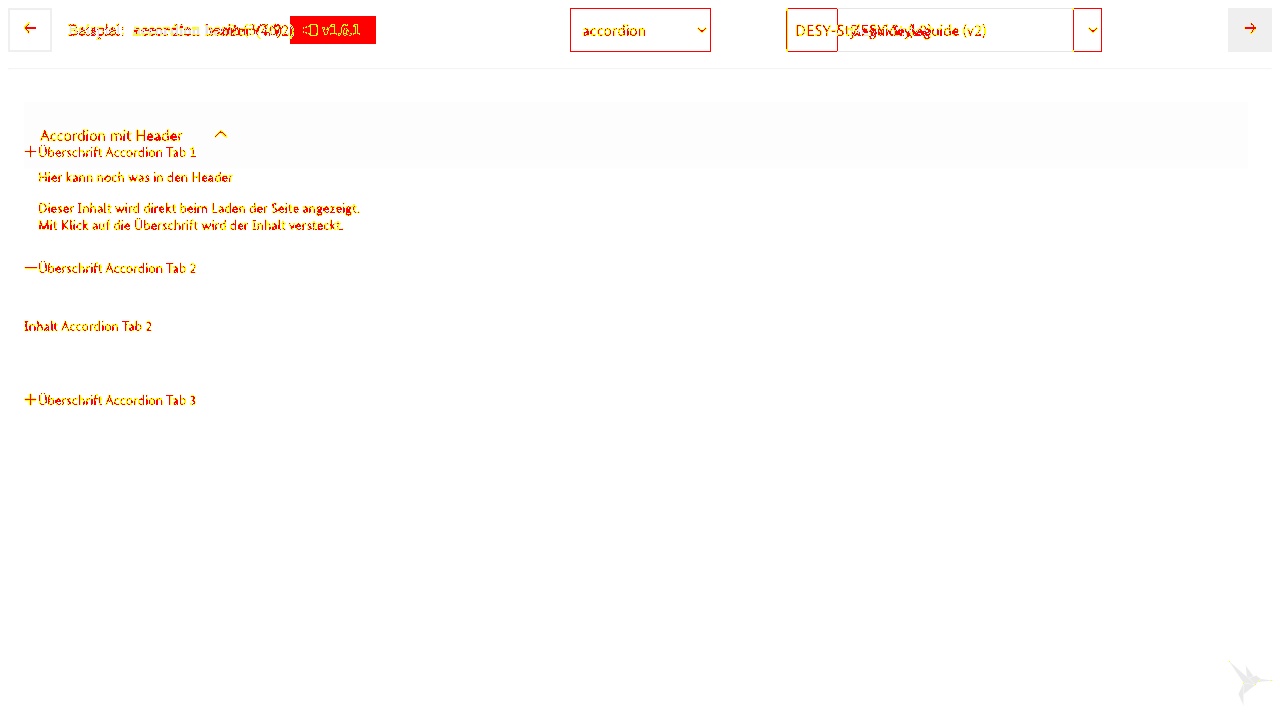 Beispiel: accordion v1.6.1
accordion
DESY-Styleguide (v2)
Accordion mit Header
Überschrift Accordion Tab 1
Hier kann noch was in den Header
Dieser Inhalt wird direkt beim Laden der Seite angezeigt.
Mit Klick auf die Überschrift wird der Inhalt versteckt.
Überschrift Accordion Tab 2
Inhalt Accordion Tab 2
Überschrift Accordion Tab 3